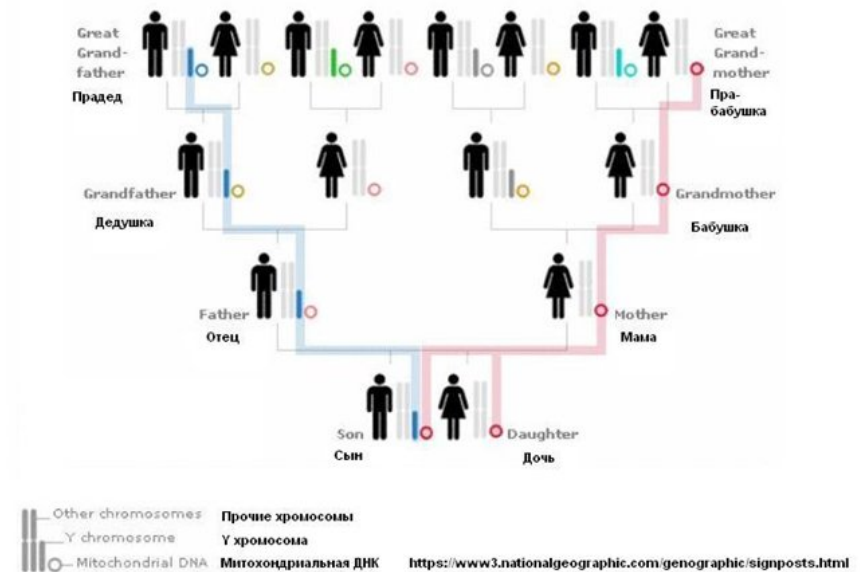 Great
Grand-
father
Прадед
Great
Grand-
mother
Пра-
бабушка
Grandfather
Дедушка
Grandmother
Бабушка
Father
Отец
Mother
Мама
Son
Сын
Daughter
Дочь
Other chromosomes Прочие хромосомы
Y chromosome Y хромосома
Mitochondrial DNA Митохондриальная ДНК https://www3.nationalgeographic.com/genographic/signposts.html